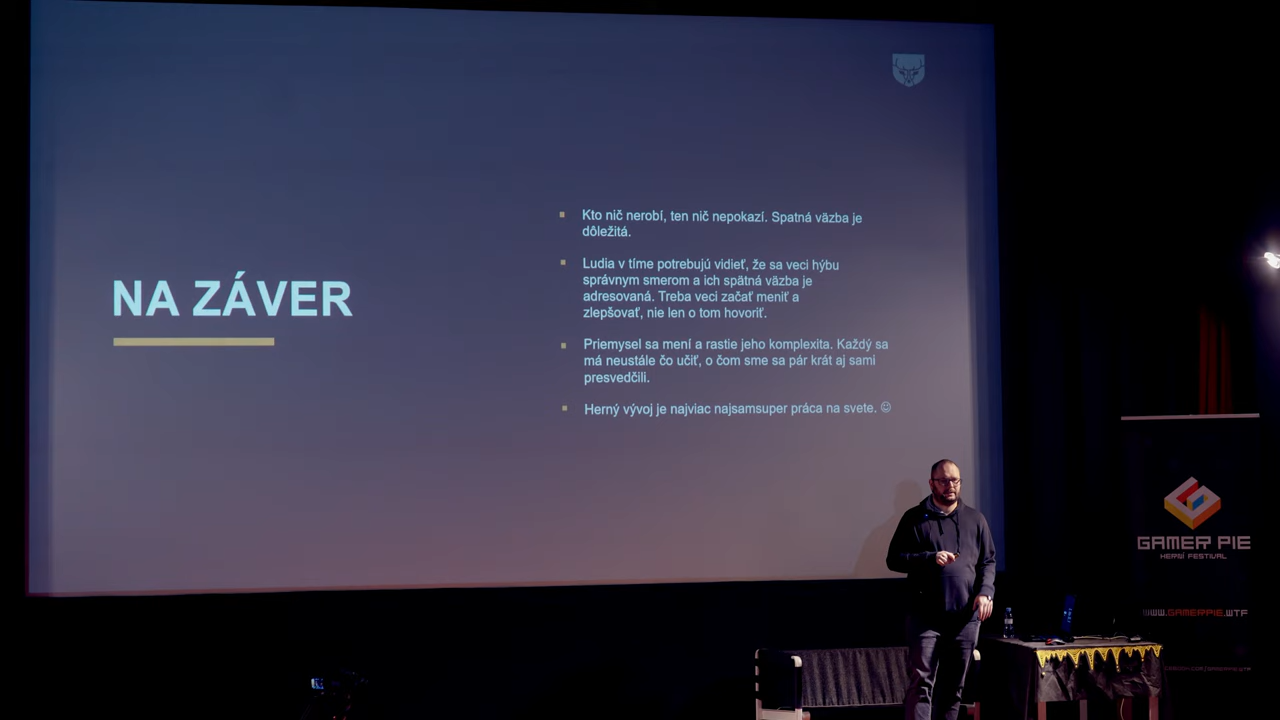 NA ZÁVER
Kto nič nerobí, ten nič nepokazí. Spatná väzba je
dôležitá.
Ludia v tíme potrebujú vidieť, že sa veci hýbu
správnym smerom a ich spätná väzba je
adresovaná. Treba veci začať meniť a
zlepšovať, nie len o tom hovoriť.
Priemysel sa mení a rastie jeho komplexita. Každý sa
má neustále čo učiť, o čom sme sa pár krát aj sami
presvedčili.
Herný vývoj je najviac najsamsuper práca na svete. ☺
GAMER PIE
HERNÍ FESTIVAL
WWW.GAMERPIE.WTF